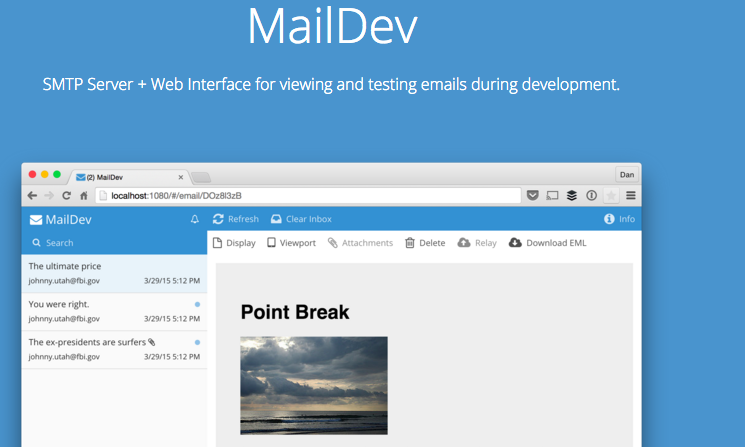 MailDev
SMTP Server + Web Interface for viewing and testing emails during development.
(2) MailDev
Dan
localhost:1080/#/email/DOz8l3zB
MailDev
Refresh
Clear Inbox
Info
Search
Display
Viewport
Attachments
Delete
Relay
Download EML
The ultimate price
johnny.utah@fbi.gov 3/29/15 5:12 PM
You were right.
johnny.utah@fbi.gov 3/29/15 5:12 PM
The ex-presidents are surfers
johnny.utah@fbi.gov 3/29/15 5:12 PM
Point Break